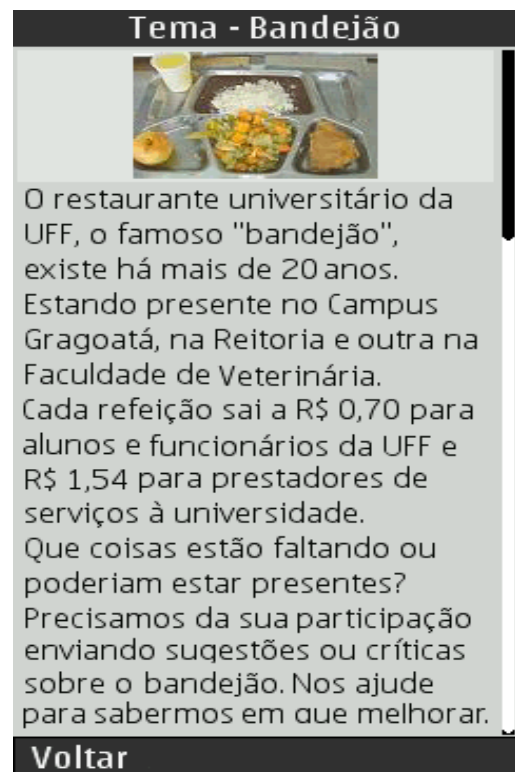 Tema - Bandejão
O restaurante universitário da
UFF, o famoso "bandejão",
existe há mais de 20 anos.
Estando presente no Campus
Gragoatá, na Reitoria e outra na
Faculdade de Veterinária.
Cada refeição sai a R$ 0,70 para
alunos e funcionários da UFF e
R$ 1,54 para prestadores de
serviços à universidade.
Que coisas estão faltando ou
poderiam estar presentes?
Precisamos da sua participação
enviando sugestões ou críticas
sobre o bandejão. Nos ajude
para sabermos em que melhorar.
Voltar